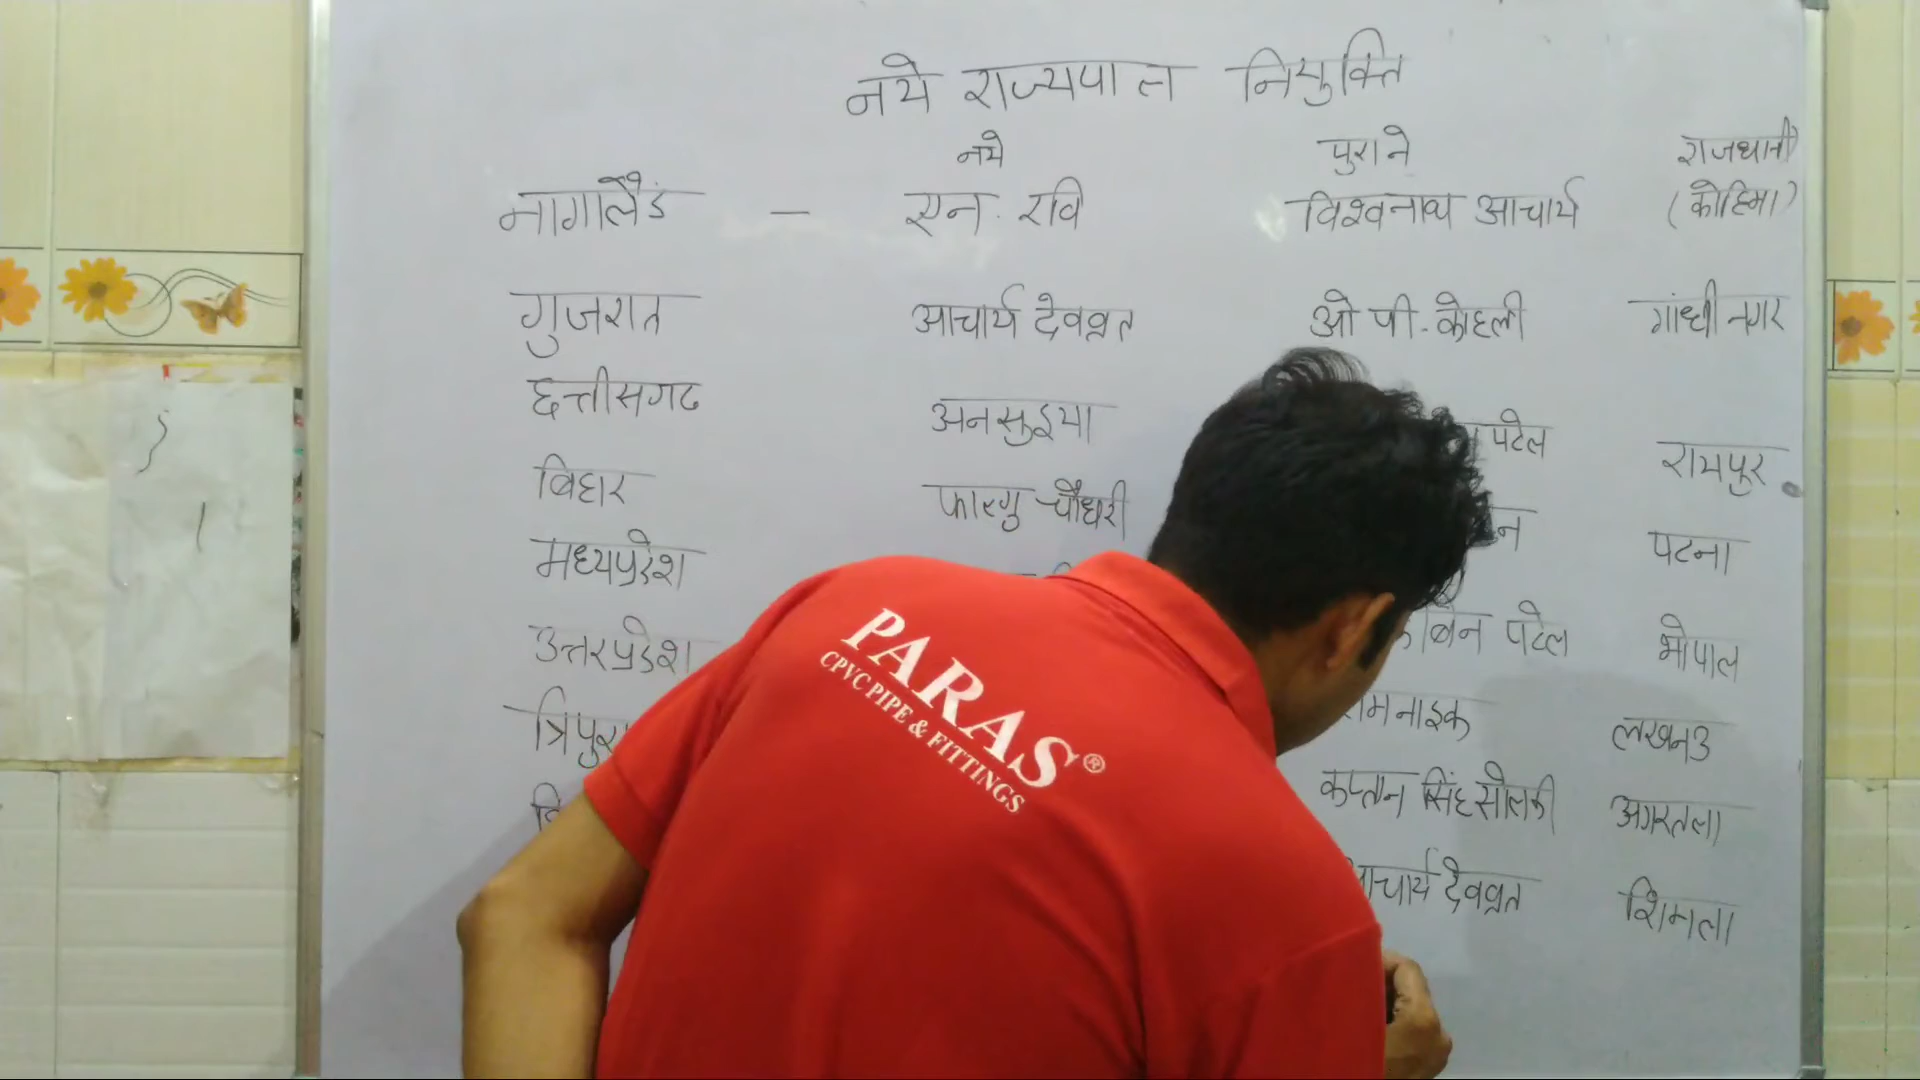 नये राज्यपाल नियुक्ति
नये पुराने राजधानी
नागालैंड — एन. रवि विश्वनाथ आचार्य (कोहिमा)
गुजरात आचार्य देवव्रत ओ पी. कोहली गांधीनगर
छत्तीसगढ अनसुइया पटेल रायपुर
बिहार फागु चौधरी पटना
मध्यप्रदेश बेन पटेल भोपाल
उत्तरप्रदेश रामनाइक लखनउ
त्रिपुरा कप्तान सिंह सोलकी अगरतला
आचार्य देवव्रत शिमला
PARAS®
CPVC PIPE & FITTINGS